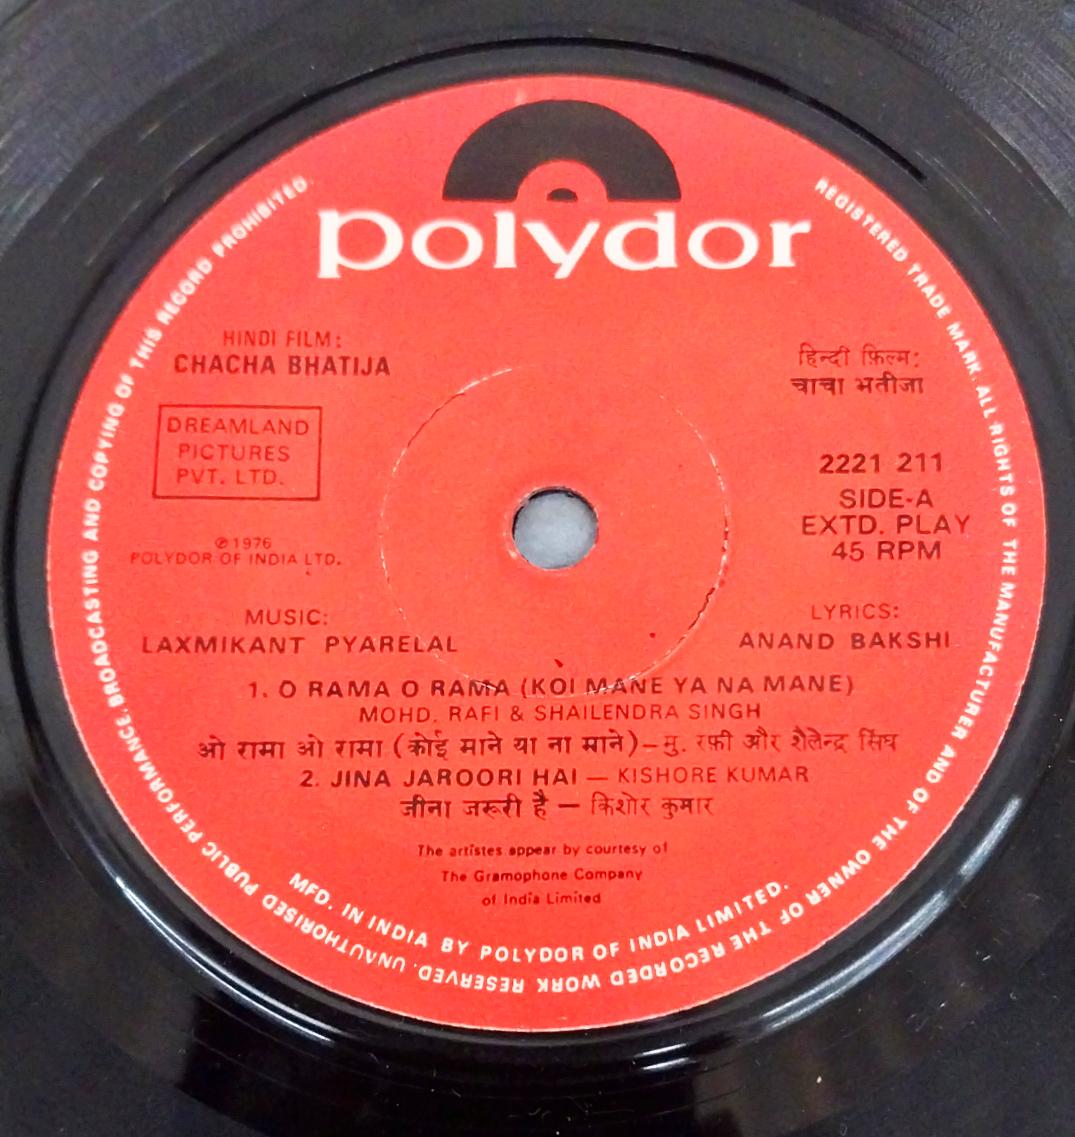 polydor
HINDI FILM:
CHACHA BHATIJA
हिन्दी फ़िल्म:
चाचा भतीजा
DREAMLAND
PICTURES
PVT. LTD.
2221 211
SIDE-A
EXTD. PLAY
45 RPM
℗1976
POLYDOR OF INDIA LTD.
MUSIC:
LAXMIKANT PYARELAL
LYRICS:
ANAND BAKSHI
1. O RAMA O RAMA (KOI MANE YA NA MANE)
MOHD. RAFI & SHAILENDRA SINGH
ओ रामा ओ रामा (कोई माने या ना माने)–मु. रफ़ी और शैलेन्द्र सिंघ
2. JINA JAROORI HAI — KISHORE KUMAR
जीना जरूरी है — किशोर कुमार
The artistes appear by courtesy of
The Gramophone Company
of India Limited
MFD. IN INDIA BY POLYDOR OF INDIA LIMITED.
REGISTERED TRADE MARK. ALL RIGHTS OF THE MANUFACTURER AND OF THE OWNER OF THE RECORDED WORK RESERVED. UNAUTHORISED PUBLIC PERFORMANCE, BROADCASTING AND COPYING OF THIS RECORD PROHIBITED.